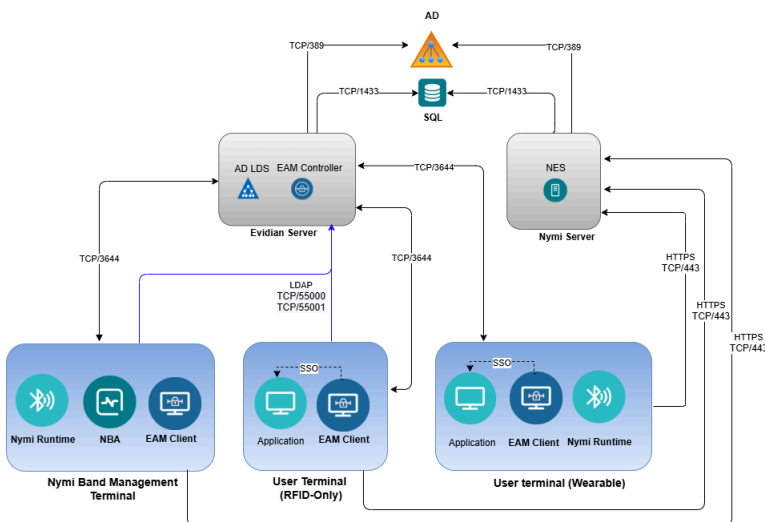 AD
TCP/389
TCP/389
TCP/1433
TCP/1433
SQL
AD LDS
EAM Controller
Evidian Server
TCP/3644
NES
Nymi Server
TCP/3644
TCP/3644
LDAP
TCP/55000
TCP/55001
HTTPS
TCP/443
HTTPS
TCP/443
HTTPS
TCP/443
SSO
SSO
Nymi Runtime
NBA
EAM Client
Application
EAM Client
Application
EAM Client
Nymi Runtime
Nymi Band Management
Terminal
User Terminal
(RFID-Only)
User terminal (Wearable)